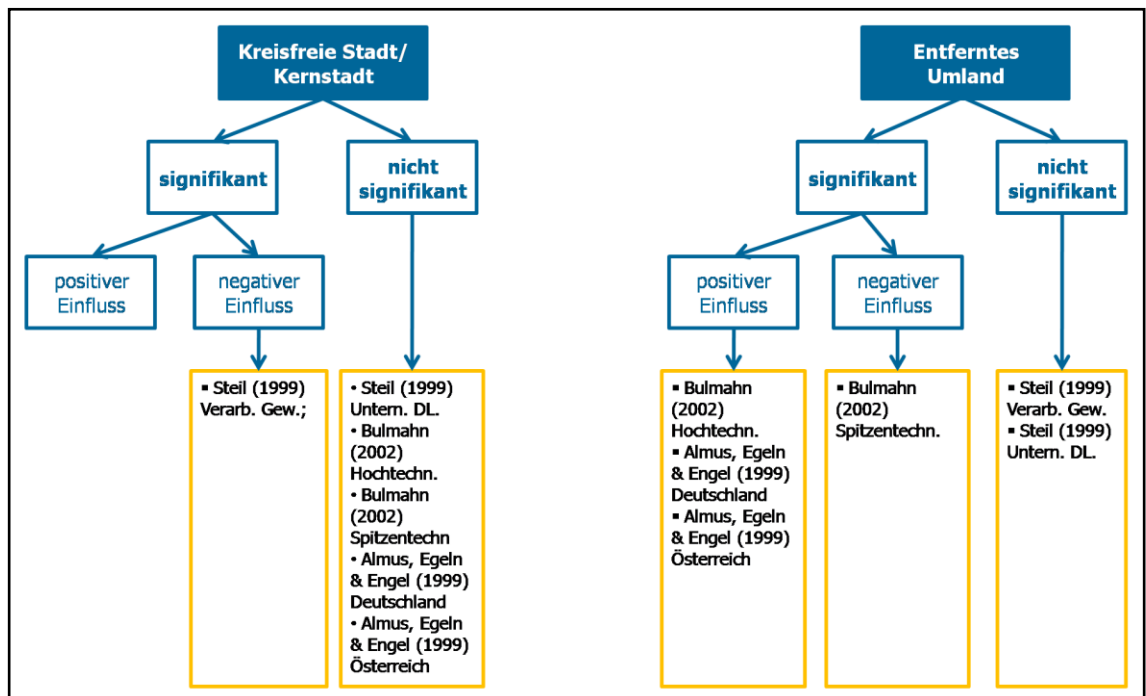 Kreisfreie Stadt/
Kernstadt
signifikant
nicht
signifikant
positiver
Einfluss
negativer
Einfluss
▪ Steil (1999)
Verarb. Gew.;
• Steil (1999)
Untern. DL.
• Bulmahn
(2002)
Hochtechn.
• Bulmahn
(2002)
Spitzentechn
• Almus, Egeln
& Engel (1999)
Deutschland
• Almus, Egeln
& Engel (1999)
Österreich
Entferntes
Umland
signifikant
nicht
signifikant
positiver
Einfluss
negativer
Einfluss
▪ Bulmahn
(2002)
Hochtechn.
▪ Almus, Egeln
& Engel (1999)
Deutschland
▪ Almus, Egeln
& Engel (1999)
Österreich
▪ Bulmahn
(2002)
Spitzentechn.
▪ Steil (1999)
Verarb. Gew.
▪ Steil (1999)
Untern. DL.